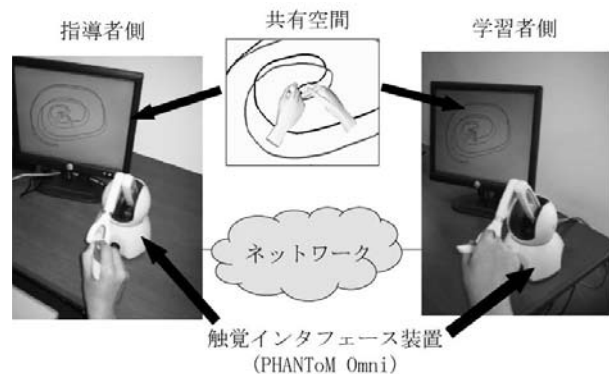 指導者側
共有空間
学習者側
ネットワーク
触覚インタフェース装置
(PHANToM Omni)